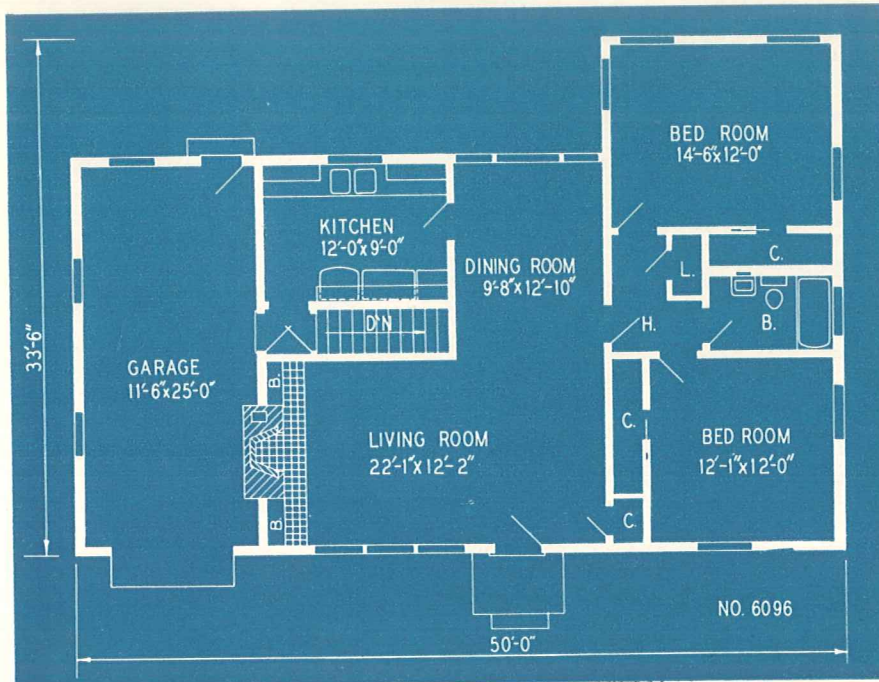 BED ROOM
14'-6"x12'-0"
KITCHEN
12'-0"x9'-0"
DINING ROOM
9'-8"x12'-10"
L.
C.
D'N
H.
B.
33'-6"
GARAGE
11'-6"x25'-0"
B.
LIVING ROOM
22'-1"x12'-2"
C.
BED ROOM
12'-1"x12'-0"
B.
C.
NO. 6096
50'-0"